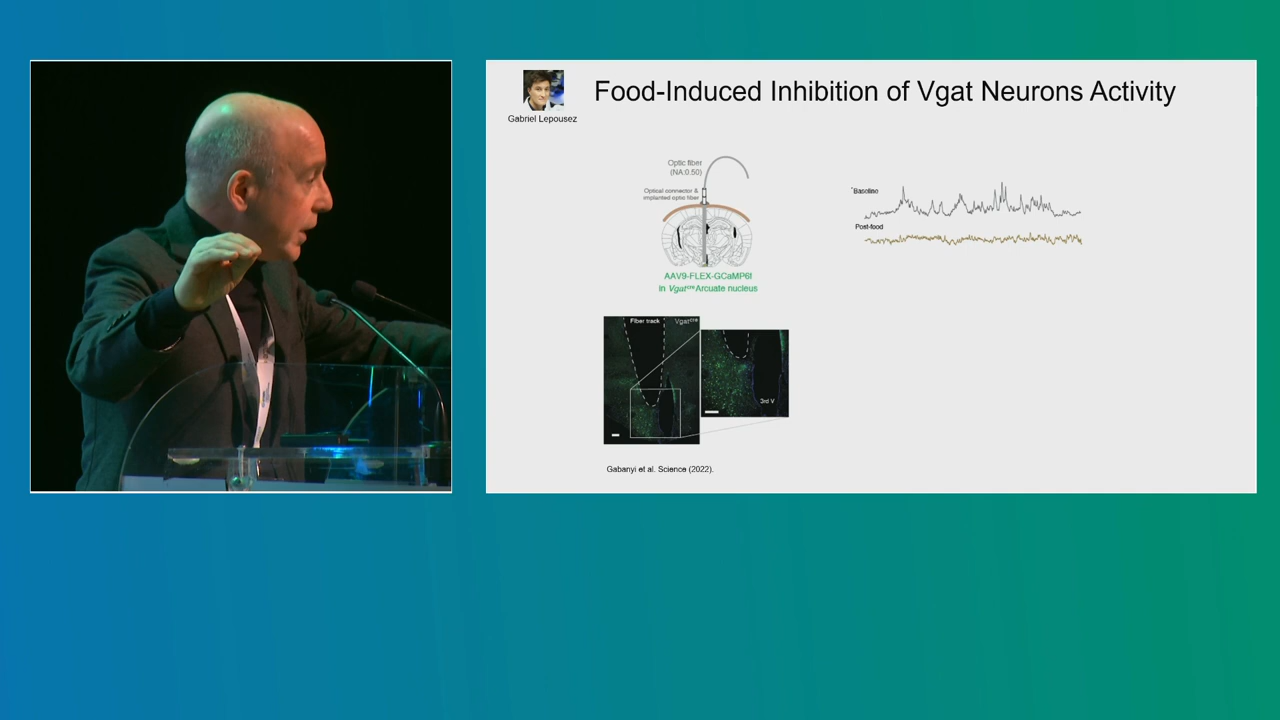 Food-Induced Inhibition of Vgat Neurons Activity
Gabriel Lepousez
Optic fiber
(NA:0.50)
Optical connector &
implanted optic fiber
AAV9-FLEX-GCaMP6f
in Vgatᶜʳᵉ Arcuate nucleus
Baseline
Post-food
Fiber track
Vgatᶜʳᵉ
3rd V
Gabanyi et al. Science (2022).